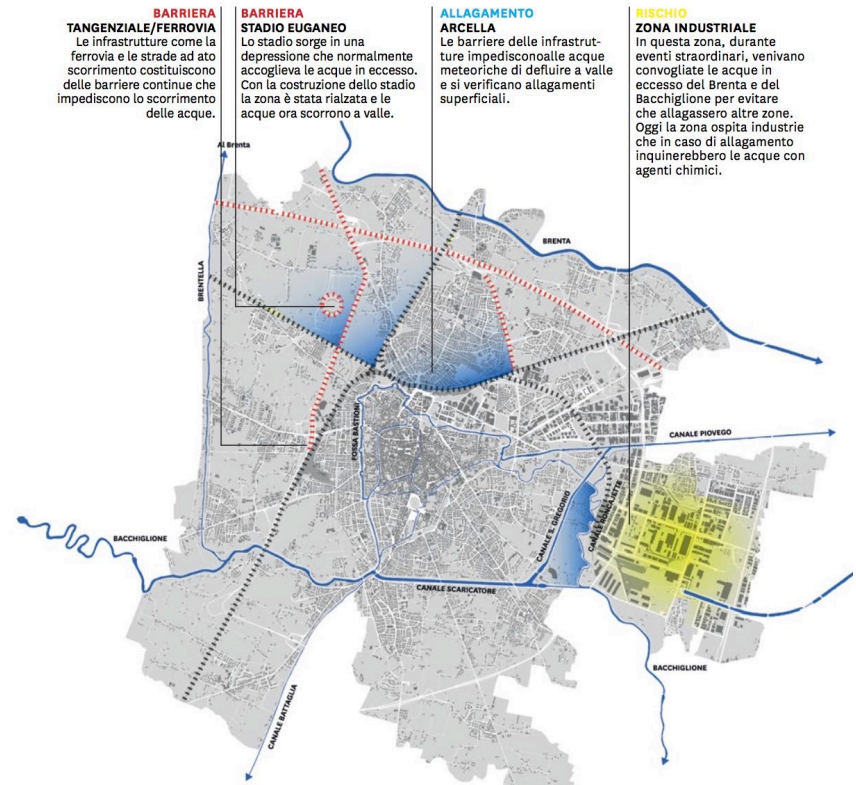 BARRIERA
TANGENZIALE/FERROVIA
Le infrastrutture come la
ferrovia e le strade ad ato
scorrimento costituiscono
delle barriere continue che
impediscono lo scorrimento
delle acque.
BARRIERA
STADIO EUGANEO
Lo stadio sorge in una
depressione che normalmente
accoglieva le acque in eccesso.
Con la costruzione dello stadio
la zona è stata rialzata e le
acque ora scorrono a valle.
ALLAGAMENTO
ARCELLA
Le barriere delle infrastrut-
ture impedisconoalle acque
meteoriche di defluire a valle
e si verificano allagamenti
superficiali.
RISCHIO
ZONA INDUSTRIALE
In questa zona, durante
eventi straordinari, venivano
convogliate le acque in
eccesso del Brenta e del
Bacchiglione per evitare
che allagassero altre zone.
Oggi la zona ospita industrie
che in caso di allagamento
inquinerebbero le acque con
agenti chimici.
Al Brenta
BRENTA
BRENTELLA
FOSSA BASTIONI
CANALE PIOVEGO
CANALE S. GREGORIO
CANALE RONCAJETTE
BACCHIGLIONE
CANALE SCARICATORE
BACCHIGLIONE
CANALE BATTAGLIA